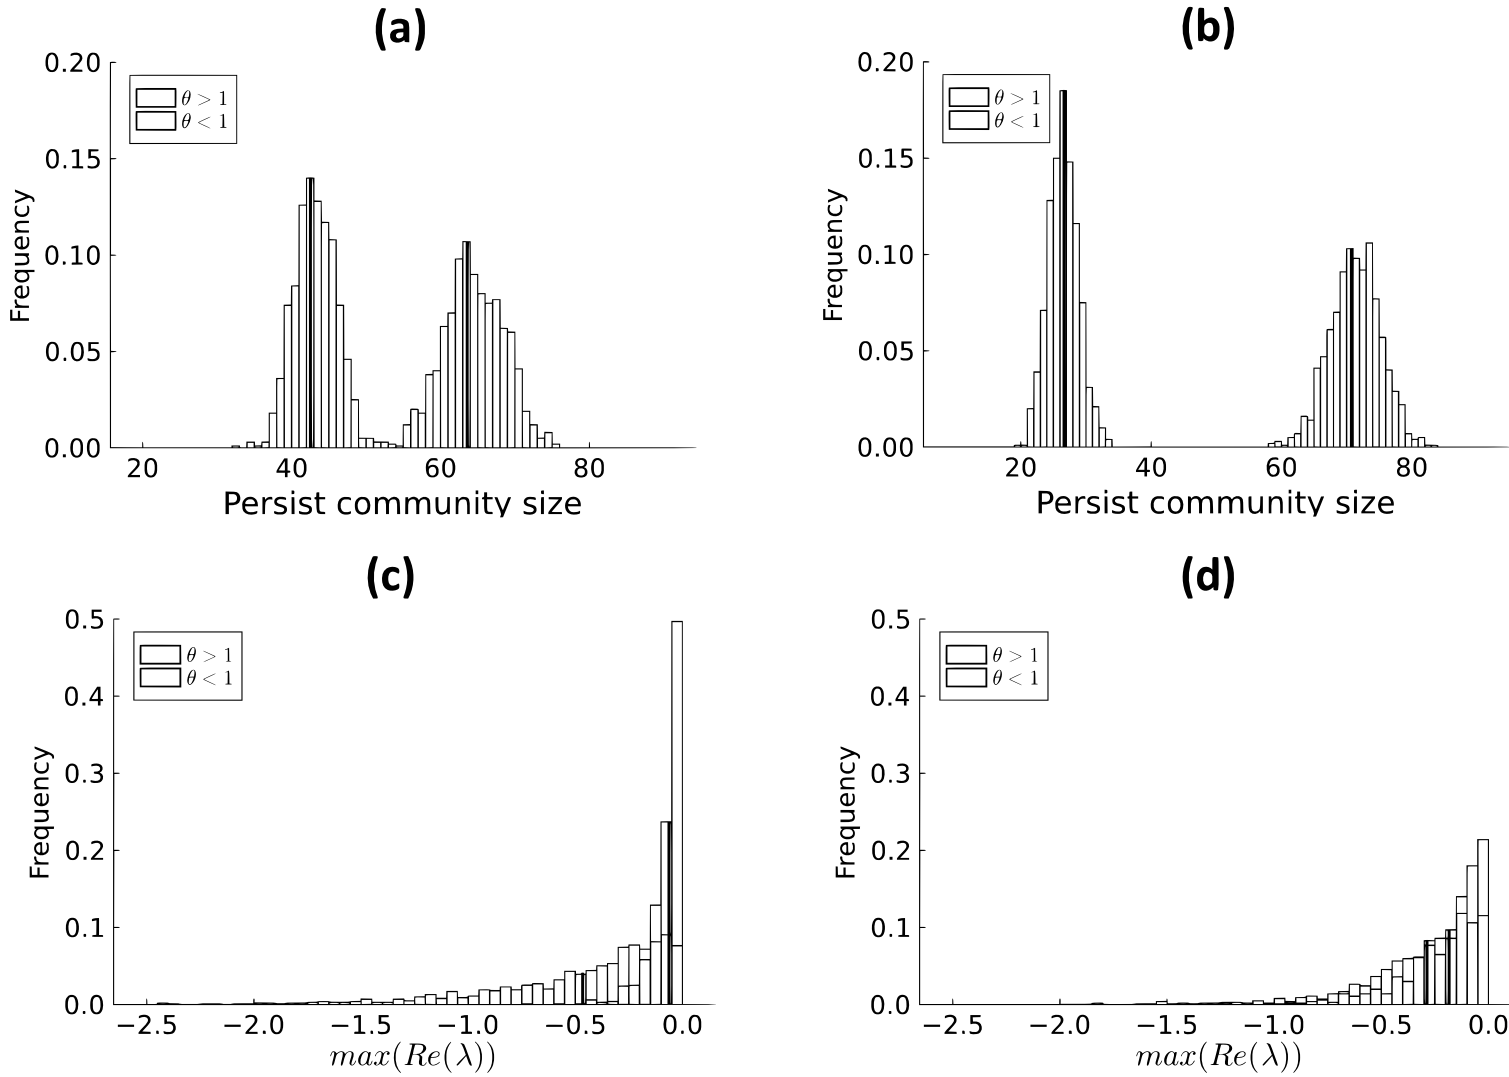 (a)
0.20
0.15
0.10
0.05
0.00
Frequency
θ > 1
θ < 1
20 40 60 80
Persist community size
(b)
0.20
0.15
0.10
0.05
0.00
Frequency
θ > 1
θ < 1
20 40 60 80
Persist community size
(c)
0.5
0.4
0.3
0.2
0.1
0.0
Frequency
θ > 1
θ < 1
−2.5 −2.0 −1.5 −1.0 −0.5 0.0
max(Re(λ))
(d)
0.5
0.4
0.3
0.2
0.1
0.0
Frequency
θ > 1
θ < 1
−2.5 −2.0 −1.5 −1.0 −0.5 0.0
max(Re(λ))